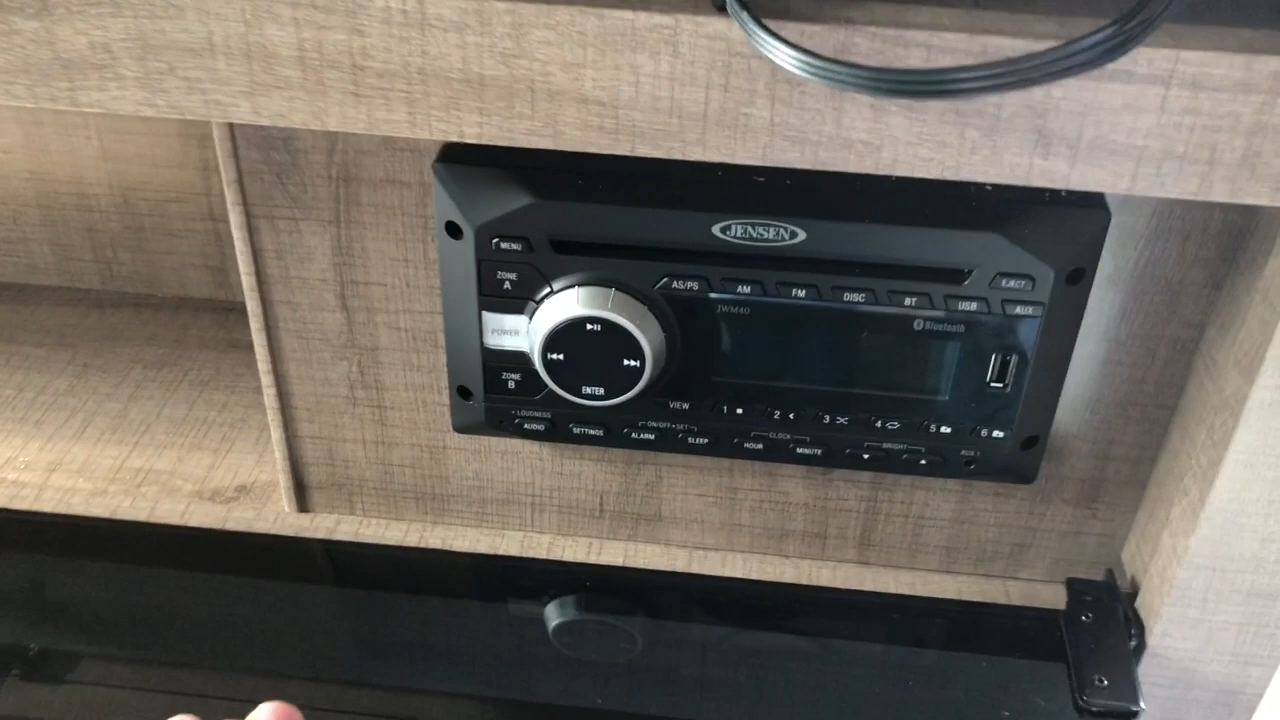 JENSEN
MENU
EJECT
ZONE
A
AS/PS AM FM DISC BT USB AUX
JWM40
Bluetooth
POWER
ENTER
ZONE
B
VIEW 1 2 3 4 5 6
LOUDNESS
AUDIO SETTINGS
ON/OFF • SET
ALARM SLEEP
CLOCK
HOUR MINUTE
BRIGHT
AUX 1